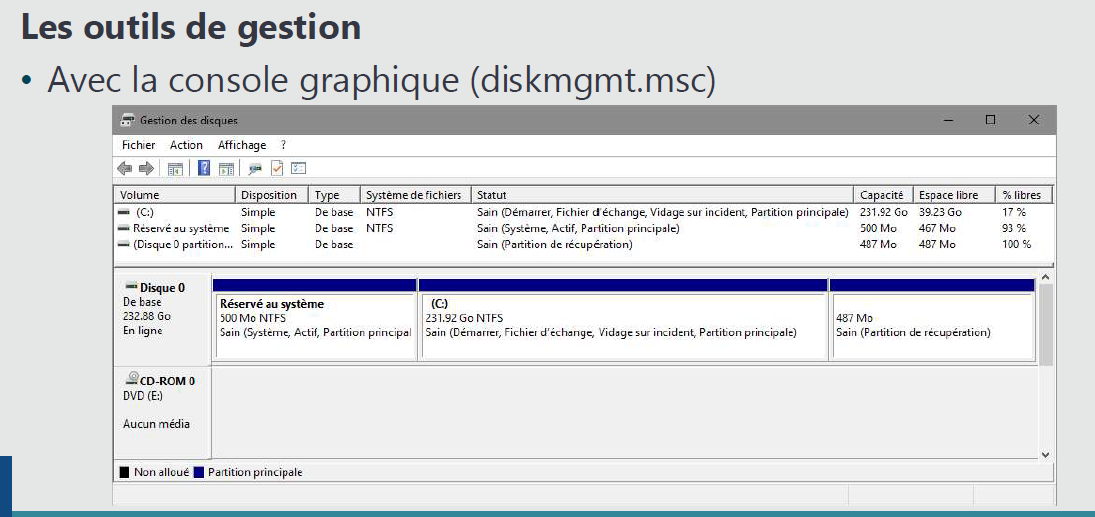 Les outils de gestion
• Avec la console graphique (diskmgmt.msc)
Gestion des disques
Fichier Action Affichage ?
Volume Disposition Type Système de fichiers Statut Capacité Espace libre % libres
(C:) Simple De base NTFS Sain (Démarrer, Fichier d'échange, Vidage sur incident, Partition principale) 231.92 Go 39.23 Go 17 %
Réservé au système Simple De base NTFS Sain (Système, Actif, Partition principale) 500 Mo 467 Mo 93 %
(Disque 0 partition... Simple De base Sain (Partition de récupération) 487 Mo 487 Mo 100 %
Disque 0
De base
232.88 Go
En ligne
Réservé au système
500 Mo NTFS
Sain (Système, Actif, Partition principal
(C:)
231.92 Go NTFS
Sain (Démarrer, Fichier d'échange, Vidage sur incident, Partition principale)
487 Mo
Sain (Partition de récupération)
CD-ROM 0
DVD (E:)
Aucun média
Non alloué Partition principale